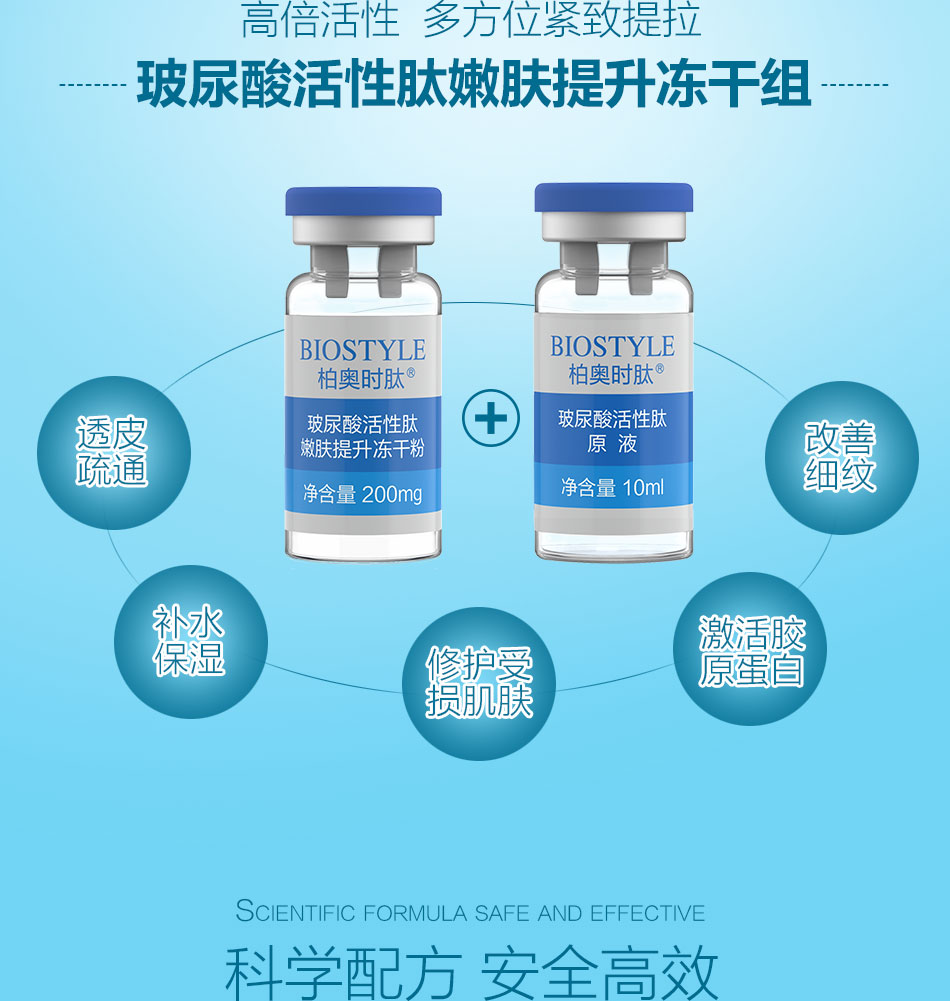 高倍活性 多方位紧致提拉
玻尿酸活性肽嫩肤提升冻干组
BIOSTYLE
柏奥时肽®
玻尿酸活性肽
嫩肤提升冻干粉
净含量 200mg
BIOSTYLE
柏奥时肽®
玻尿酸活性肽
原 液
净含量 10ml
透皮
疏通
改善
细纹
补水
保湿
修护受
损肌肤
激活胶
原蛋白
SCIENTIFIC FORMULA SAFE AND EFFECTIVE
科学配方 安全高效